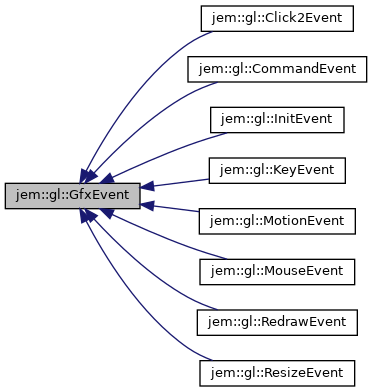 jem::gl::Click2Event
jem::gl::CommandEvent
jem::gl::InitEvent
jem::gl::KeyEvent
jem::gl::GfxEvent
jem::gl::MotionEvent
jem::gl::MouseEvent
jem::gl::RedrawEvent
jem::gl::ResizeEvent